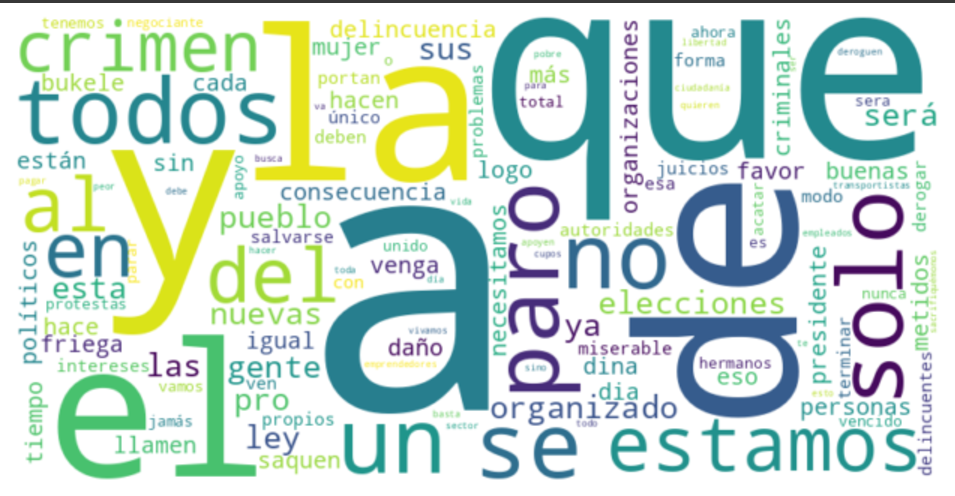 tenemos
negociante
crimen
la
delincuencia
mujer
o
sus
que
organizaciones
ahora
libertad
criminales
deroguen
bukele
cada
portan
hacen
va
único
deben
problemas
pobre
más
para
total
forma
ciudadanía
quieren
ser
sera
será
todos
están
sin
apoyo
busca
logo
esa
juicios
favor
buenas
transportistas
derogar
pagar
peor
debe
y
consecuencia
vida
al
pueblo
salvarse
hacer
a
unido
necesitamos
paro
apoyen
cupos
autoridades
no
de
acatar
es
modo
empleados
solo
en
parar
del
toda
con
venga
día
políticos
esta
protestas
nuevas
elecciones
presidente
nunca
metidos
sacrifiquemonos
hace
friega
igual
vivamos
daño
ya
miserable
hermanos
te
terminar
intereses
las
gente
emprendedores
sino
dina
eso
vamos
ven
dia
esto
tiempo
el
jamás
pro
propios
basta
sector
organizado
todo
personas
vencido
delincuentes
llamen
ley
saquen
un
se
estamos